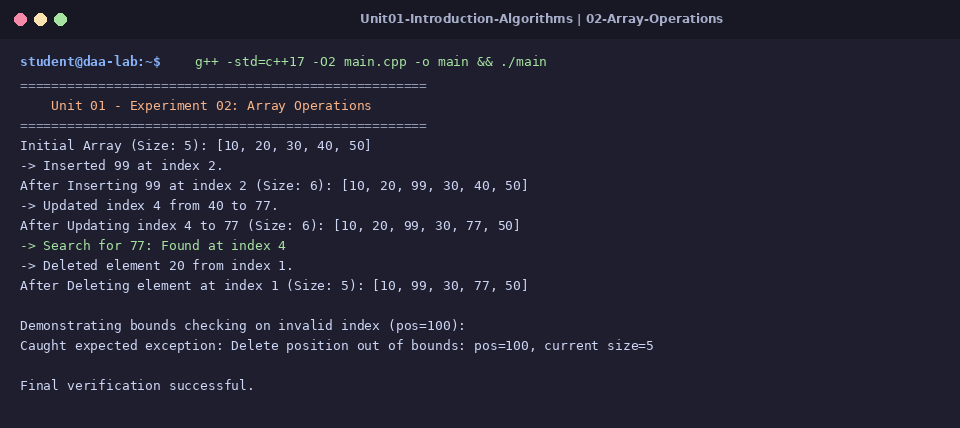 Unit01-Introduction-Algorithms | 02-Array-Operations
student@daa-lab:~$ g++ -std=c++17 -O2 main.cpp -o main && ./main
====================================================
    Unit 01 - Experiment 02: Array Operations
====================================================
Initial Array (Size: 5): [10, 20, 30, 40, 50]
-> Inserted 99 at index 2.
After Inserting 99 at index 2 (Size: 6): [10, 20, 99, 30, 40, 50]
-> Updated index 4 from 40 to 77.
After Updating index 4 to 77 (Size: 6): [10, 20, 99, 30, 77, 50]
-> Search for 77: Found at index 4
-> Deleted element 20 from index 1.
After Deleting element at index 1 (Size: 5): [10, 99, 30, 77, 50]
Demonstrating bounds checking on invalid index (pos=100):
Caught expected exception: Delete position out of bounds: pos=100, current size=5
Final verification successful.